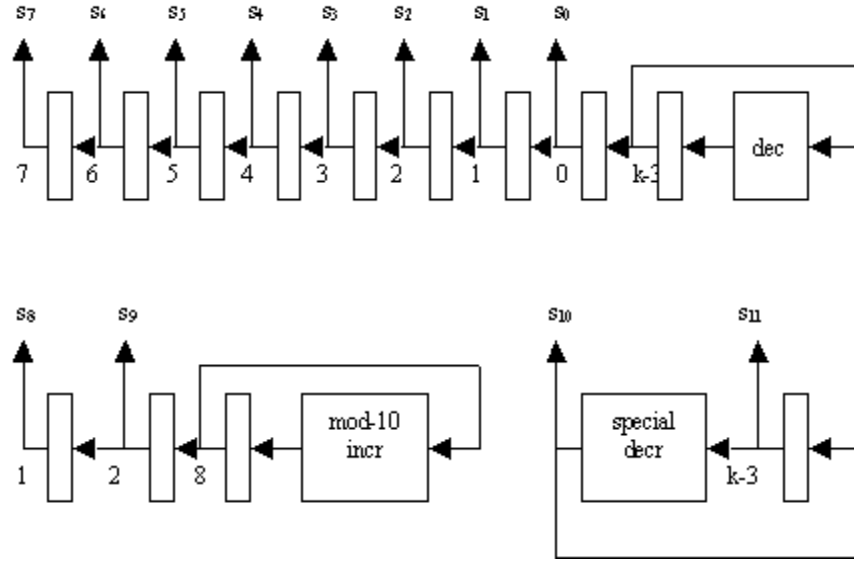 s₇ s₆ s₅ s₄ s₃ s₂ s₁ s₀
dec
7 6 5 4 3 2 1 0 k-3
s₈ s₉ s₁₀ s₁₁
mod-10 special
incr decr
1 2 8 k-3